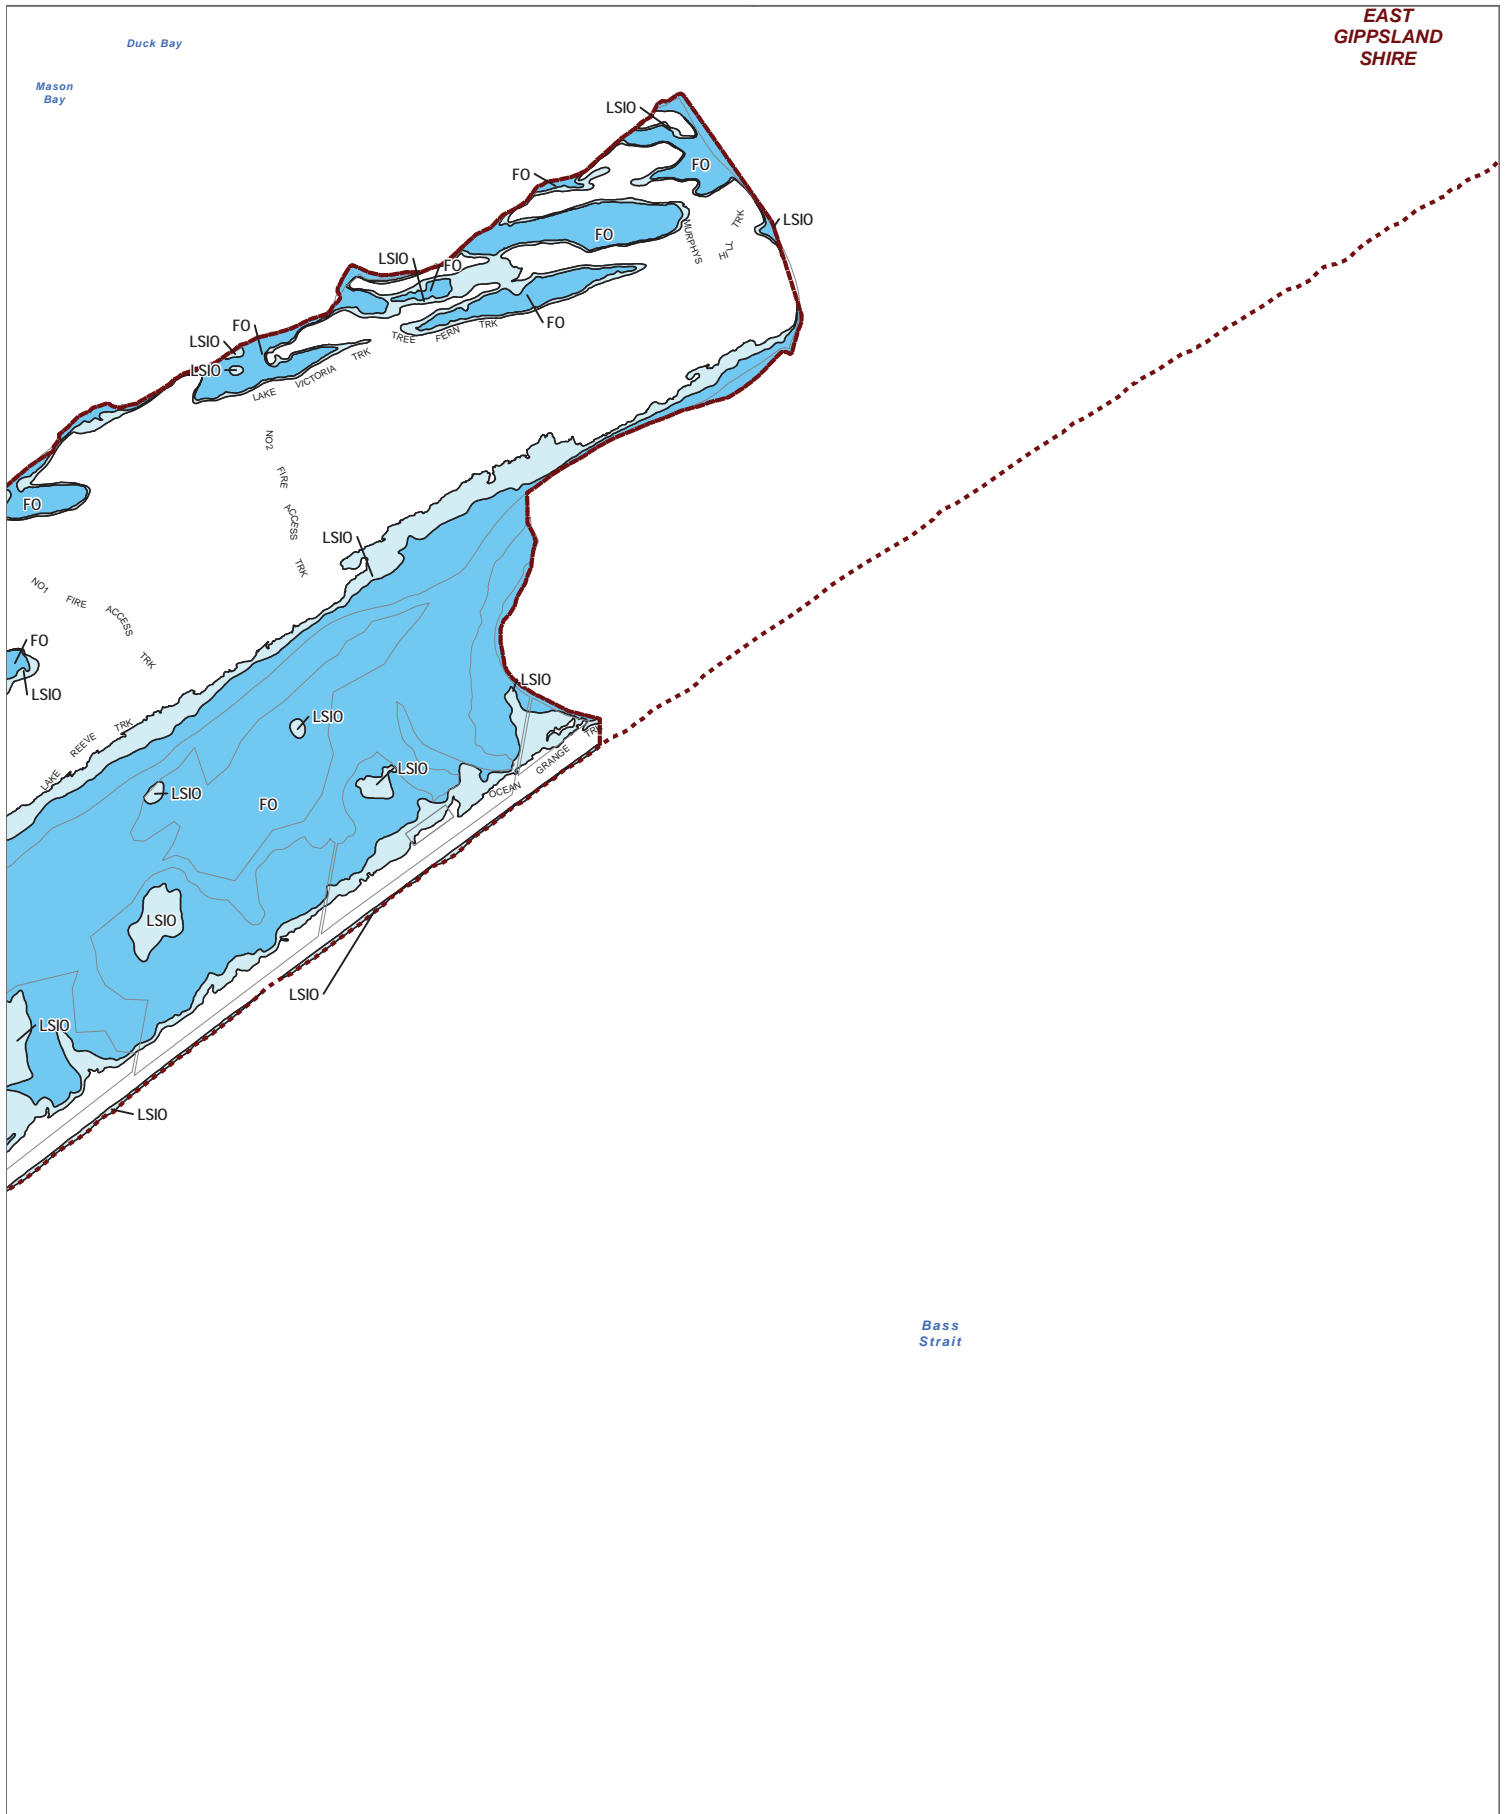 EAST
GIPPSLAND
SHIRE
Duck Bay
Mason
Bay
LSIO
FO
FO
LSIO
MURPHYS
HILL
TRK
FO
LSIO
FO
FO
FO
LSIO
LSIO
TREE FERN TRK
LAKE VICTORIA TRK
NO2 FIRE ACCESS TRK
FO
LSIO
NO1 FIRE ACCESS TRK
FO
LSIO
LSIO
LSIO
LAKE REEVE TRK
LSIO
LSIO
FO
OCEAN GRANGE TRK
LSIO
LSIO
LSIO
LSIO
Bass
Strait